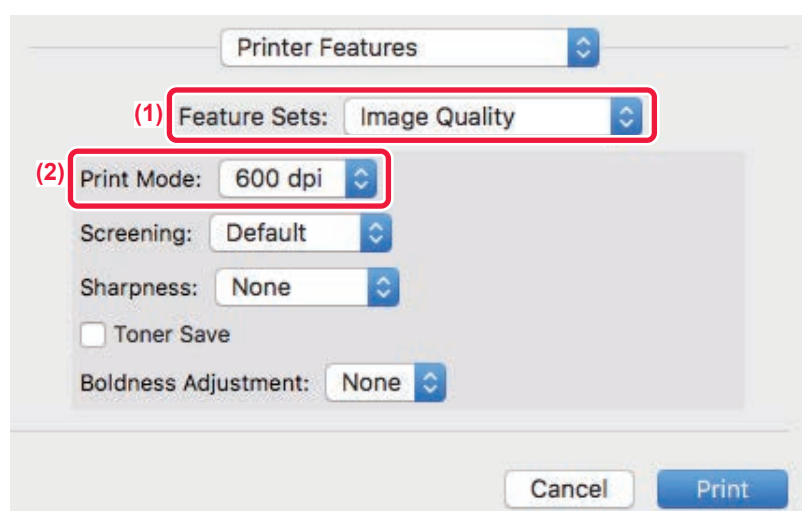 Printer Features
(1) Feature Sets: Image Quality
(2) Print Mode: 600 dpi
Screening: Default
Sharpness: None
Toner Save
Boldness Adjustment: None
Cancel Print